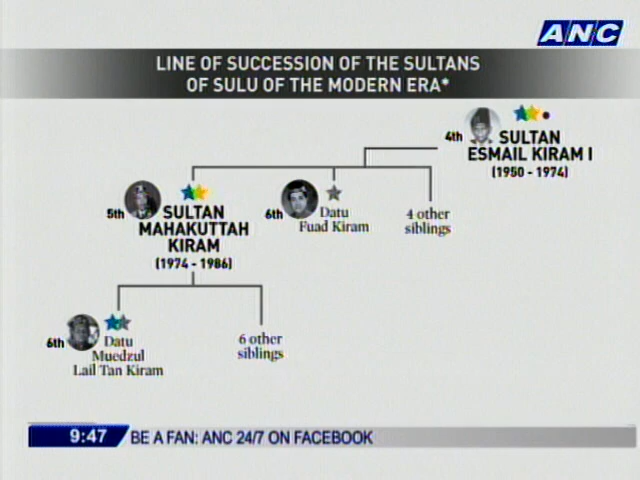 ANC
LINE OF SUCCESSION OF THE SULTANS
OF SULU OF THE MODERN ERA*
4th
SULTAN
ESMAIL KIRAM I
(1950 - 1974)
5th
SULTAN
MAHAKUTTAH
KIRAM
(1974 - 1986)
6th
Datu
Fuad Kiram
4 other
siblings
6th
Datu
Muedzul
Lail Tan Kiram
6 other
siblings
9:47 BE A FAN: ANC 24/7 ON FACEBOOK